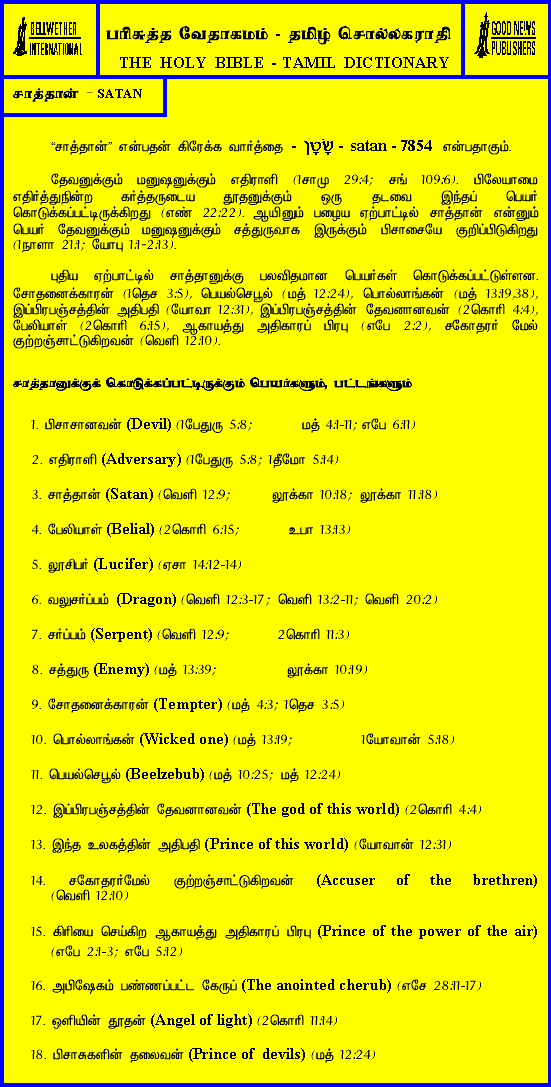 BELLWETHER
INTERNATIONAL
பரிசுத்த வேதாகமம் - தமிழ் சொல்லகராதி
THE HOLY BIBLE - TAMIL DICTIONARY
GOOD NEWS
PUBLISHERS
சாத்தான் – SATAN
“சாத்தான்” என்பதன் கிரேக்க வார்த்தை - שָׂטָן - satan - 7854 என்பதாகும்.
தேவனுக்கும் மனுஷனுக்கும் எதிராளி (1சாமு 29:4; சங் 109:6). பிலேயாமை
எதிர்த்துநின்ற கர்த்தருடைய தூதனுக்கும் ஒரு தடவை இந்தப் பெயர்
கொடுக்கப்பட்டிருக்கிறது (எண் 22:22). ஆயினும் பழைய ஏற்பாட்டில் சாத்தான் என்னும்
பெயர் தேவனுக்கும் மனுஷனுக்கும் சத்துருவாக இருக்கும் பிசாசையே குறிப்பிடுகிறது
(1நாளா 21:1; யோபு 1:1-2:13).
புதிய ஏற்பாட்டில் சாத்தானுக்கு பலவிதமான பெயர்கள் கொடுக்கப்பட்டுள்ளன.
சோதனைக்காரன் (1தெச 3:5), பெயல்செபூல் (மத் 12:24), பொல்லாங்கன் (மத் 13:19,38),
இப்பிரபஞ்சத்தின் அதிபதி (யோவா 12:31), இப்பிரபஞ்சத்தின் தேவனானவன் (2கொரி 4:4),
பேலியாள் (2கொரி 6:15), ஆகாயத்து அதிகாரப் பிரபு (எபே 2:2), சகோதரர் மேல்
குற்றஞ்சாட்டுகிறவன் (வெளி 12:10).
சாத்தானுக்குக் கொடுக்கப்பட்டிருக்கும் பெயர்களும், பட்டங்களும்
1. பிசாசானவன் (Devil) (1பேதுரு 5:8; மத் 4:1-11; எபே 6:11)
2. எதிராளி (Adversary) (1பேதுரு 5:8; 1தீமோ 5:14)
3. சாத்தான் (Satan) (வெளி 12:9; லூக்கா 10:18; லூக்கா 11:18)
4. பேலியாள் (Belial) (2கொரி 6:15; உபா 13:13)
5. லூசிபர் (Lucifer) (ஏசா 14:12-14)
6. வலுசர்ப்பம் (Dragon) (வெளி 12:3-17; வெளி 13:2-11; வெளி 20:2)
7. சர்ப்பம் (Serpent) (வெளி 12:9; 2கொரி 11:3)
8. சத்துரு (Enemy) (மத் 13:39; லூக்கா 10:19)
9. சோதனைக்காரன் (Tempter) (மத் 4:3; 1தெச 3:5)
10. பொல்லாங்கன் (Wicked one) (மத் 13:19; 1யோவான் 5:18)
11. பெயல்செபூல் (Beelzebub) (மத் 10:25; மத் 12:24)
12. இப்பிரபஞ்சத்தின் தேவனானவன் (The god of this world) (2கொரி 4:4)
13. இந்த உலகத்தின் அதிபதி (Prince of this world) (யோவான் 12:31)
14. சகோதரர்மேல் குற்றஞ்சாட்டுகிறவன் (Accuser of the brethren)
(வெளி 12:10)
15. கிரியை செய்கிற ஆகாயத்து அதிகாரப் பிரபு (Prince of the power of the air)
(எபே 2:1-3; எபே 5:12)
16. அபிஷேகம் பண்ணப்பட்ட கேருப் (The anointed cherub) (எசே 28:11-17)
17. ஒளியின் தூதன் (Angel of light) (2கொரி 11:14)
18. பிசாசுகளின் தலைவன் (Prince of devils) (மத் 12:24)